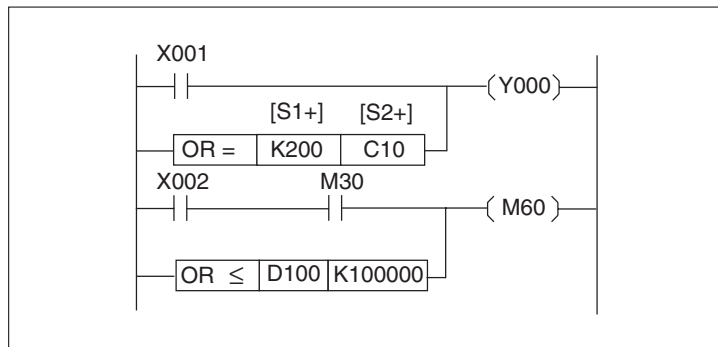 X001
Y000
[S1+] [S2+]
OR = K200 C10
X002 M30
M60
OR ≤ D100 K100000